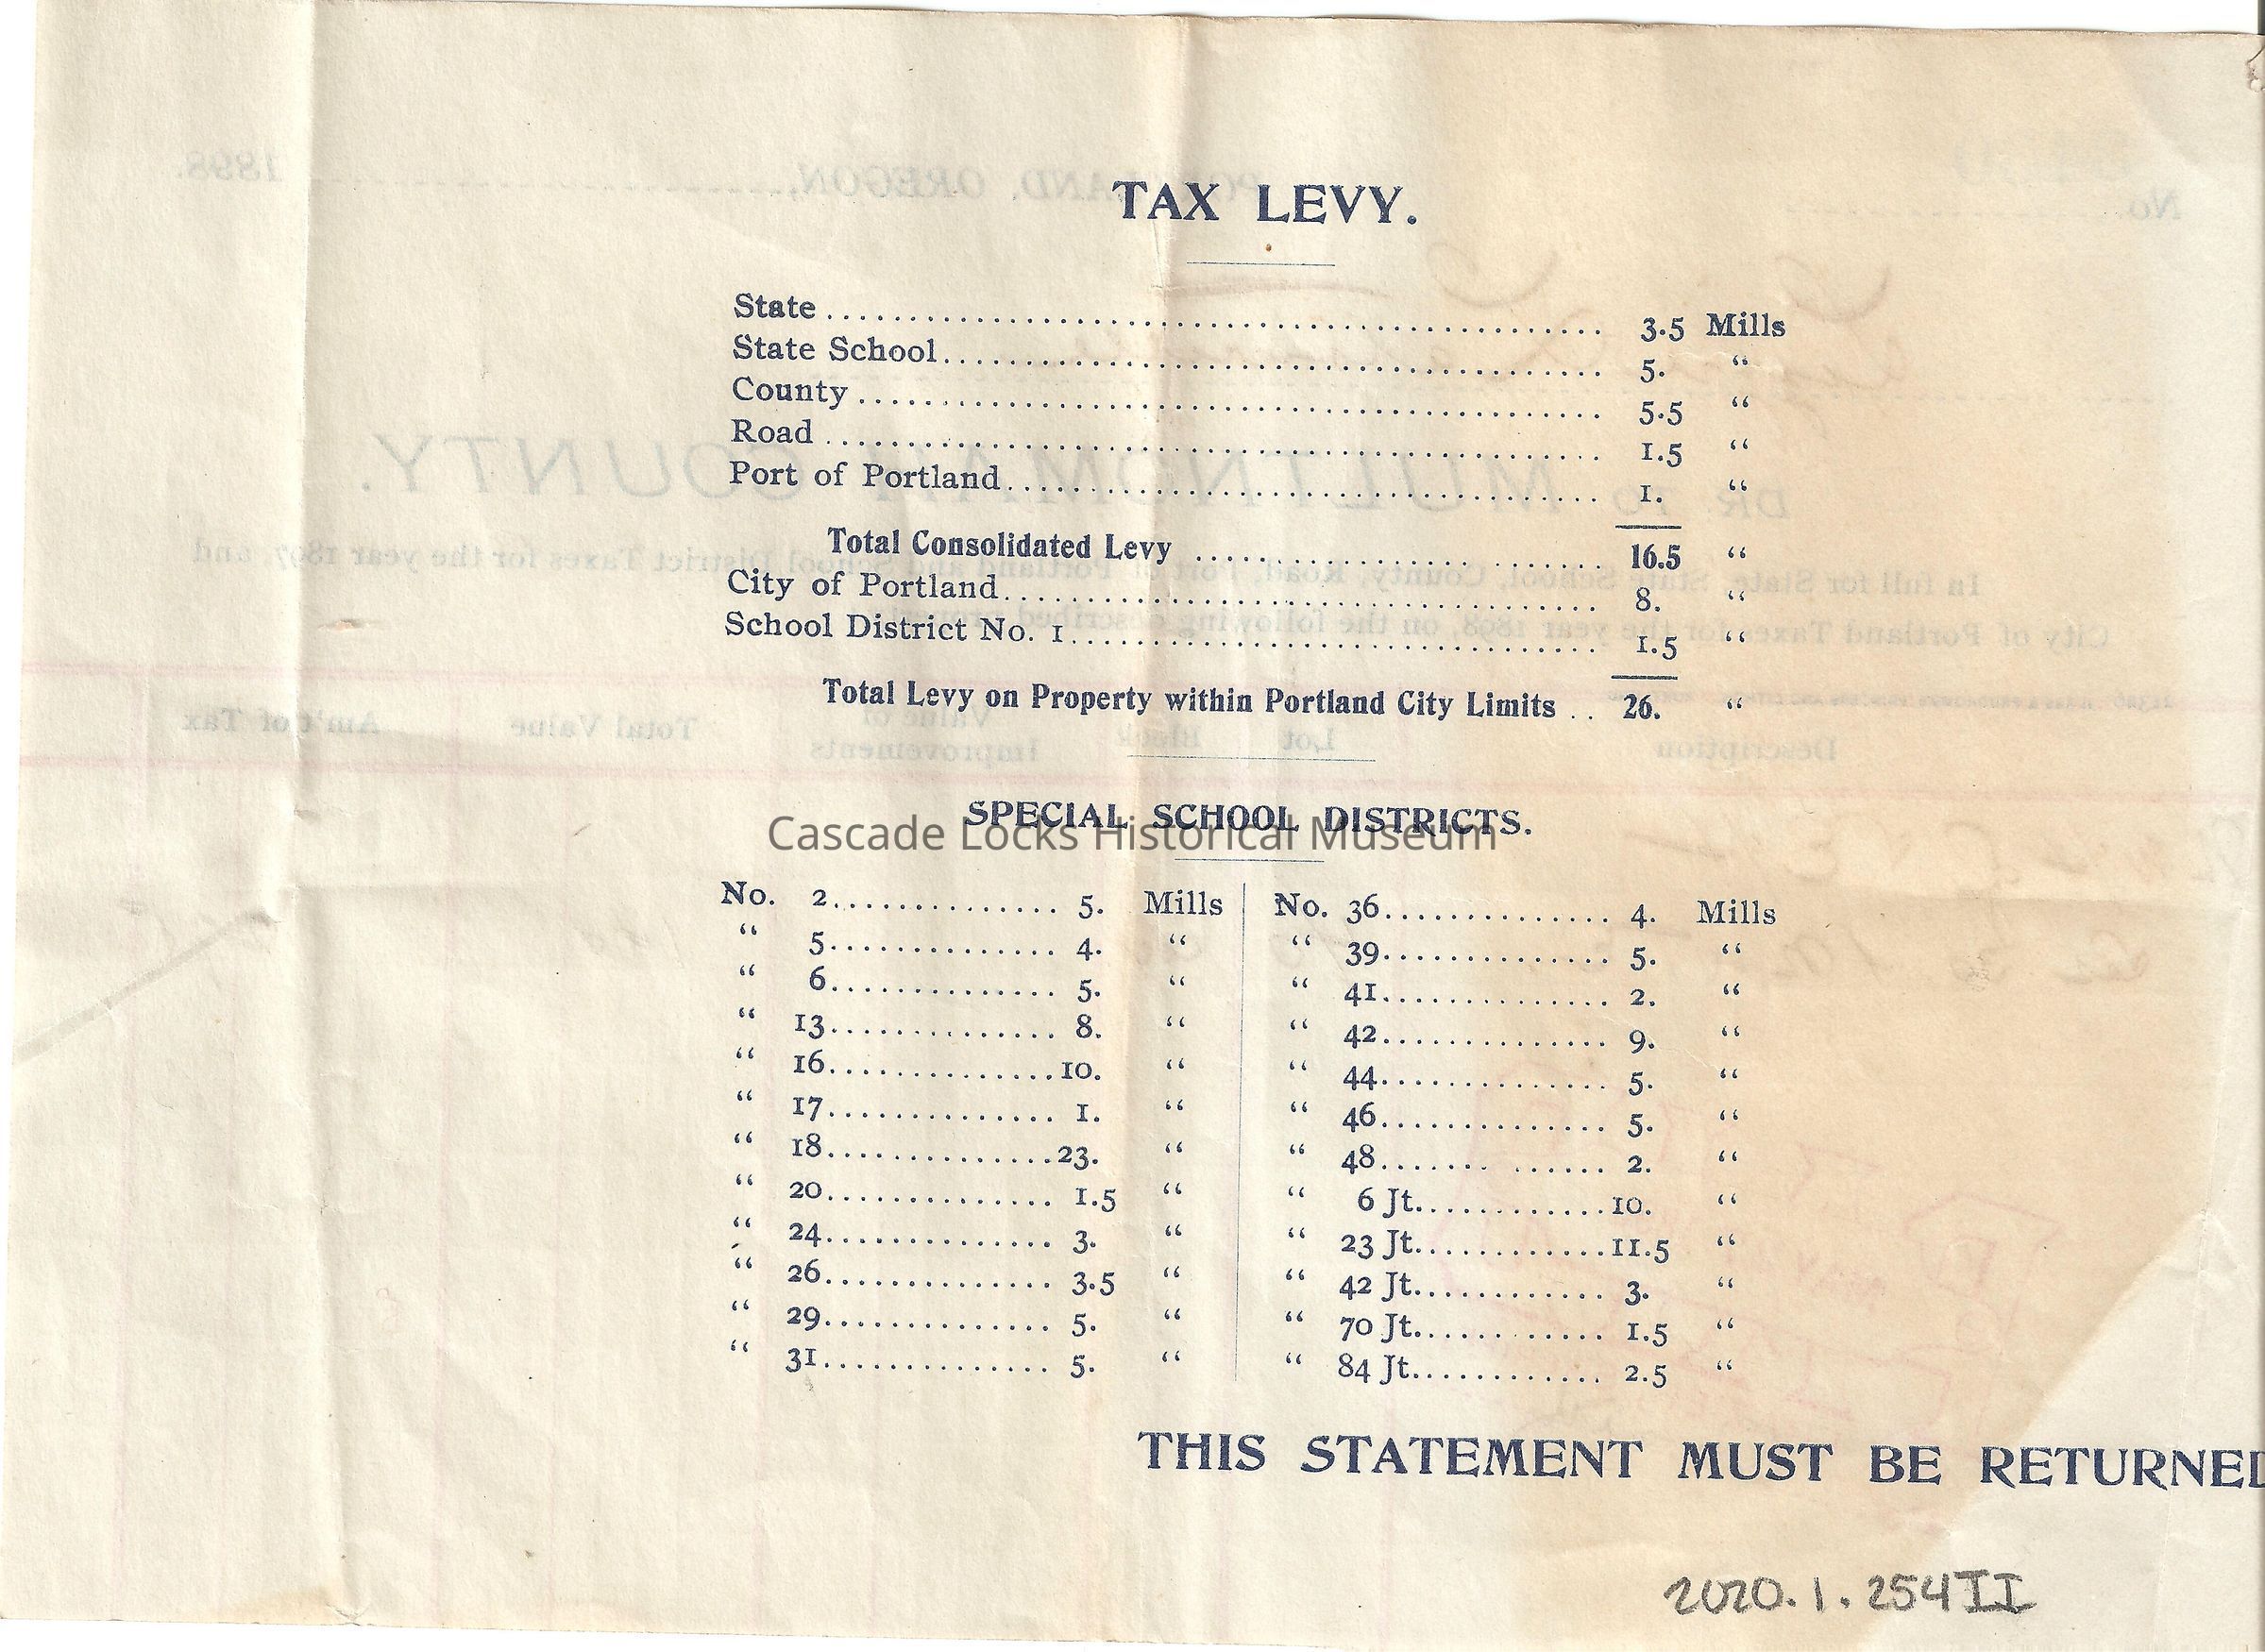 TAX LEVY.
State........................................ 3.5 Mills
State School........................................ 5. “
County........................................ 5.5 “
Road........................................ 1.5 “
Port of Portland........................................ 1. “
Total Consolidated Levy ........................................ 16.5 “
City of Portland........................................ 8. “
School District No. 1........................................ 1.5 “
Total Levy on Property within Portland City Limits .. 26. “
SPECIAL SCHOOL DISTRICTS.
Cascade Locks Historical Museum
No. 2.............. 5. Mills
“ 5.............. 4. “
“ 6.............. 5. “
“ 13.............. 8. “
“ 16..............10. “
“ 17.............. 1. “
“ 18..............23. “
“ 20.............. 1.5 “
“ 24.............. 3. “
“ 26.............. 3.5 “
“ 29.............. 5. “
“ 31.............. 5. “
No. 36.............. 4. Mills
“ 39.............. 5. “
“ 41.............. 2. “
“ 42.............. 9. “
“ 44.............. 5. “
“ 46.............. 5. “
“ 48.............. 2. “
“ 6 Jt............10. “
“ 23 Jt............11.5 “
“ 42 Jt............ 3. “
“ 70 Jt............ 1.5 “
“ 84 Jt............ 2.5 “
THIS STATEMENT MUST BE RETURNED
2020.1.254II